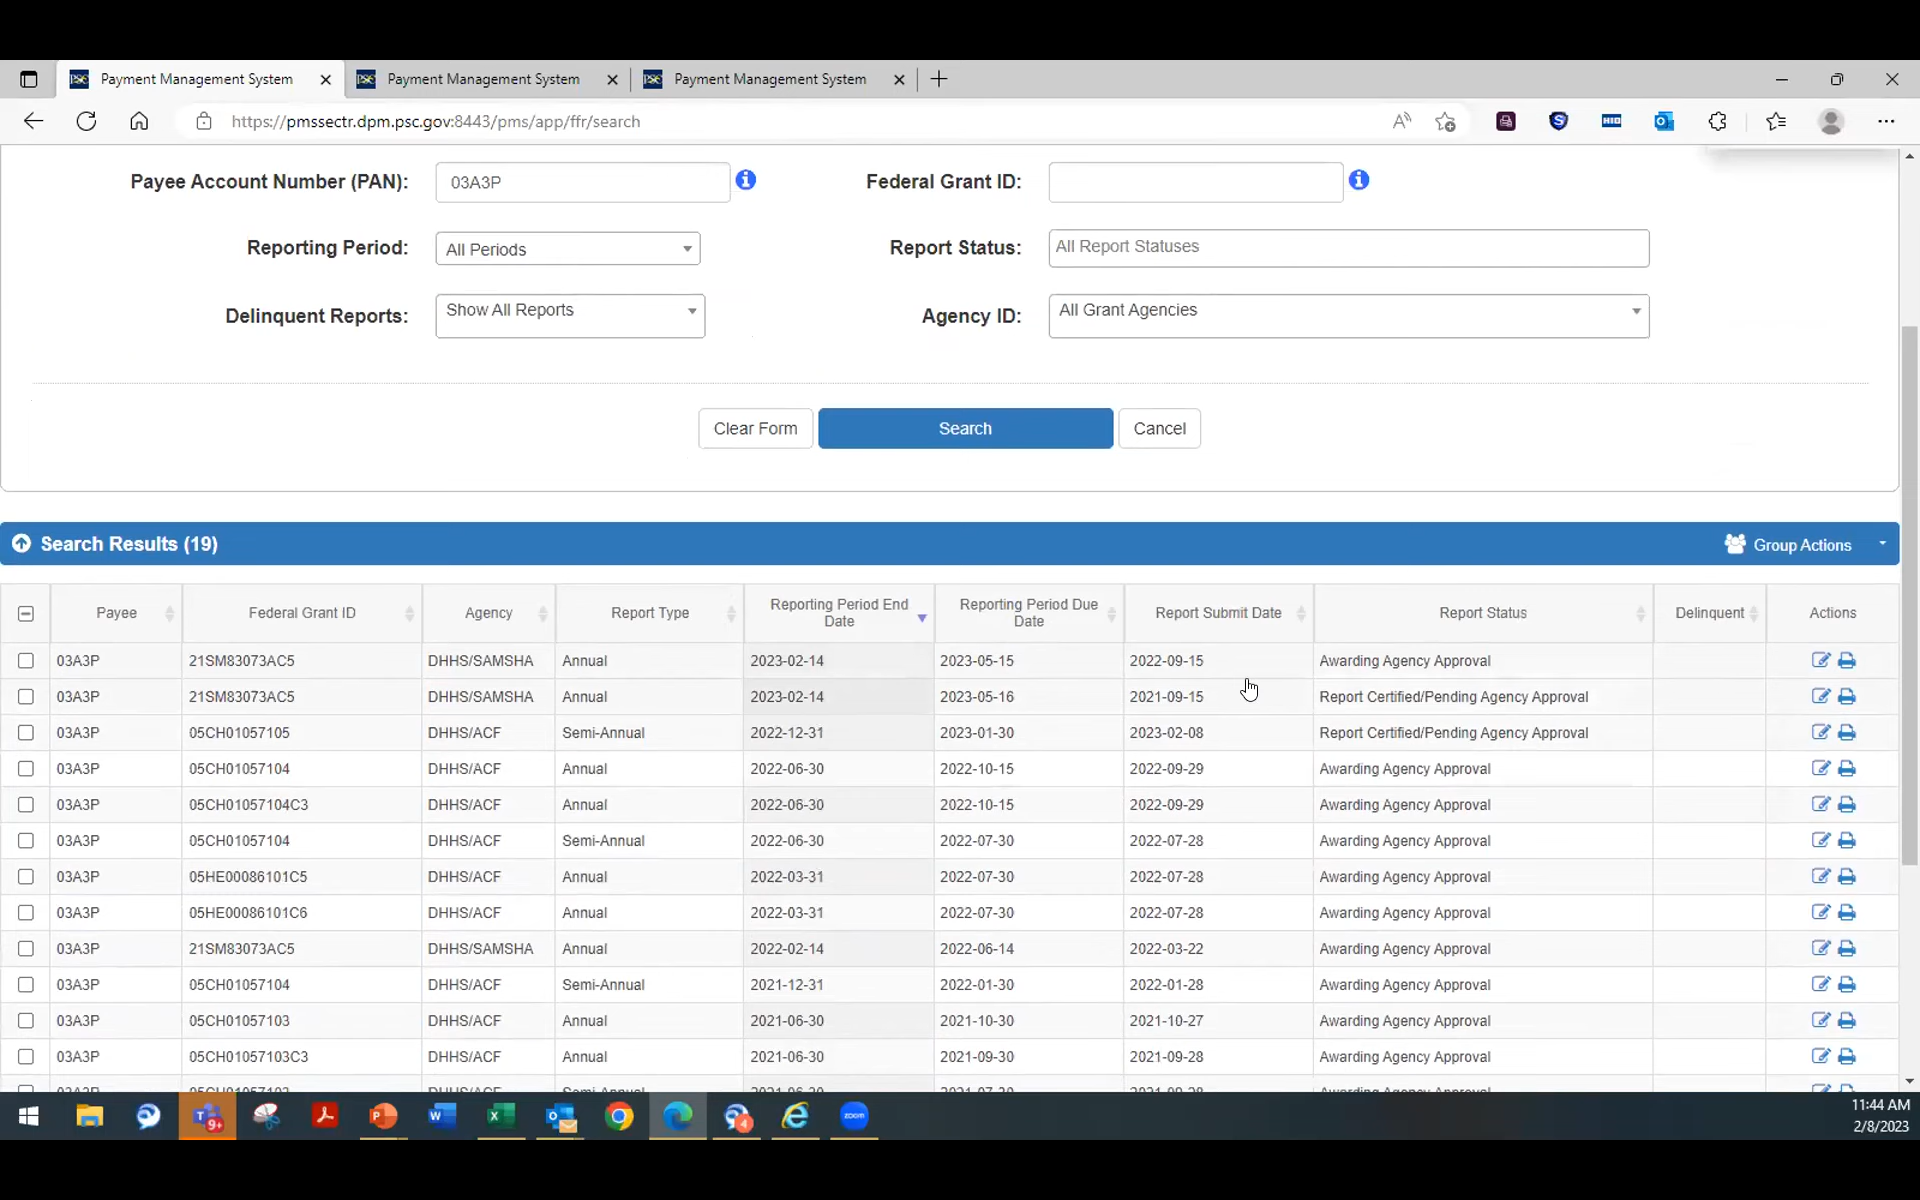 Payment Management System Payment Management System Payment Management System
https://pmssectr.dpm.psc.gov:8443/pms/app/ffr/search
Payee Account Number (PAN): 03A3P Federal Grant ID:
Reporting Period: All Periods Report Status: All Report Statuses
Delinquent Reports: Show All Reports Agency ID: All Grant Agencies
Clear Form Search Cancel
Search Results (19) Group Actions
Payee Federal Grant ID Agency Report Type Reporting Period End Date Reporting Period Due Date Report Submit Date Report Status Delinquent Actions
03A3P 21SM83073AC5 DHHS/SAMSHA Annual 2023-02-14 2023-05-15 2022-09-15 Awarding Agency Approval
03A3P 21SM83073AC5 DHHS/SAMSHA Annual 2023-02-14 2023-05-16 2021-09-15 Report Certified/Pending Agency Approval
03A3P 05CH01057105 DHHS/ACF Semi-Annual 2022-12-31 2023-01-30 2023-02-08 Report Certified/Pending Agency Approval
03A3P 05CH01057104 DHHS/ACF Annual 2022-06-30 2022-10-15 2022-09-29 Awarding Agency Approval
03A3P 05CH01057104C3 DHHS/ACF Annual 2022-06-30 2022-10-15 2022-09-29 Awarding Agency Approval
03A3P 05CH01057104 DHHS/ACF Semi-Annual 2022-06-30 2022-07-30 2022-07-28 Awarding Agency Approval
03A3P 05HE00086101C5 DHHS/ACF Annual 2022-03-31 2022-07-30 2022-07-28 Awarding Agency Approval
03A3P 05HE00086101C6 DHHS/ACF Annual 2022-03-31 2022-07-30 2022-07-28 Awarding Agency Approval
03A3P 21SM83073AC5 DHHS/SAMSHA Annual 2022-02-14 2022-06-14 2022-03-22 Awarding Agency Approval
03A3P 05CH01057104 DHHS/ACF Semi-Annual 2021-12-31 2022-01-30 2022-01-28 Awarding Agency Approval
03A3P 05CH01057103 DHHS/ACF Annual 2021-06-30 2021-10-30 2021-10-27 Awarding Agency Approval
03A3P 05CH01057103C3 DHHS/ACF Annual 2021-06-30 2021-09-30 2021-09-28 Awarding Agency Approval
11:44 AM
2/8/2023